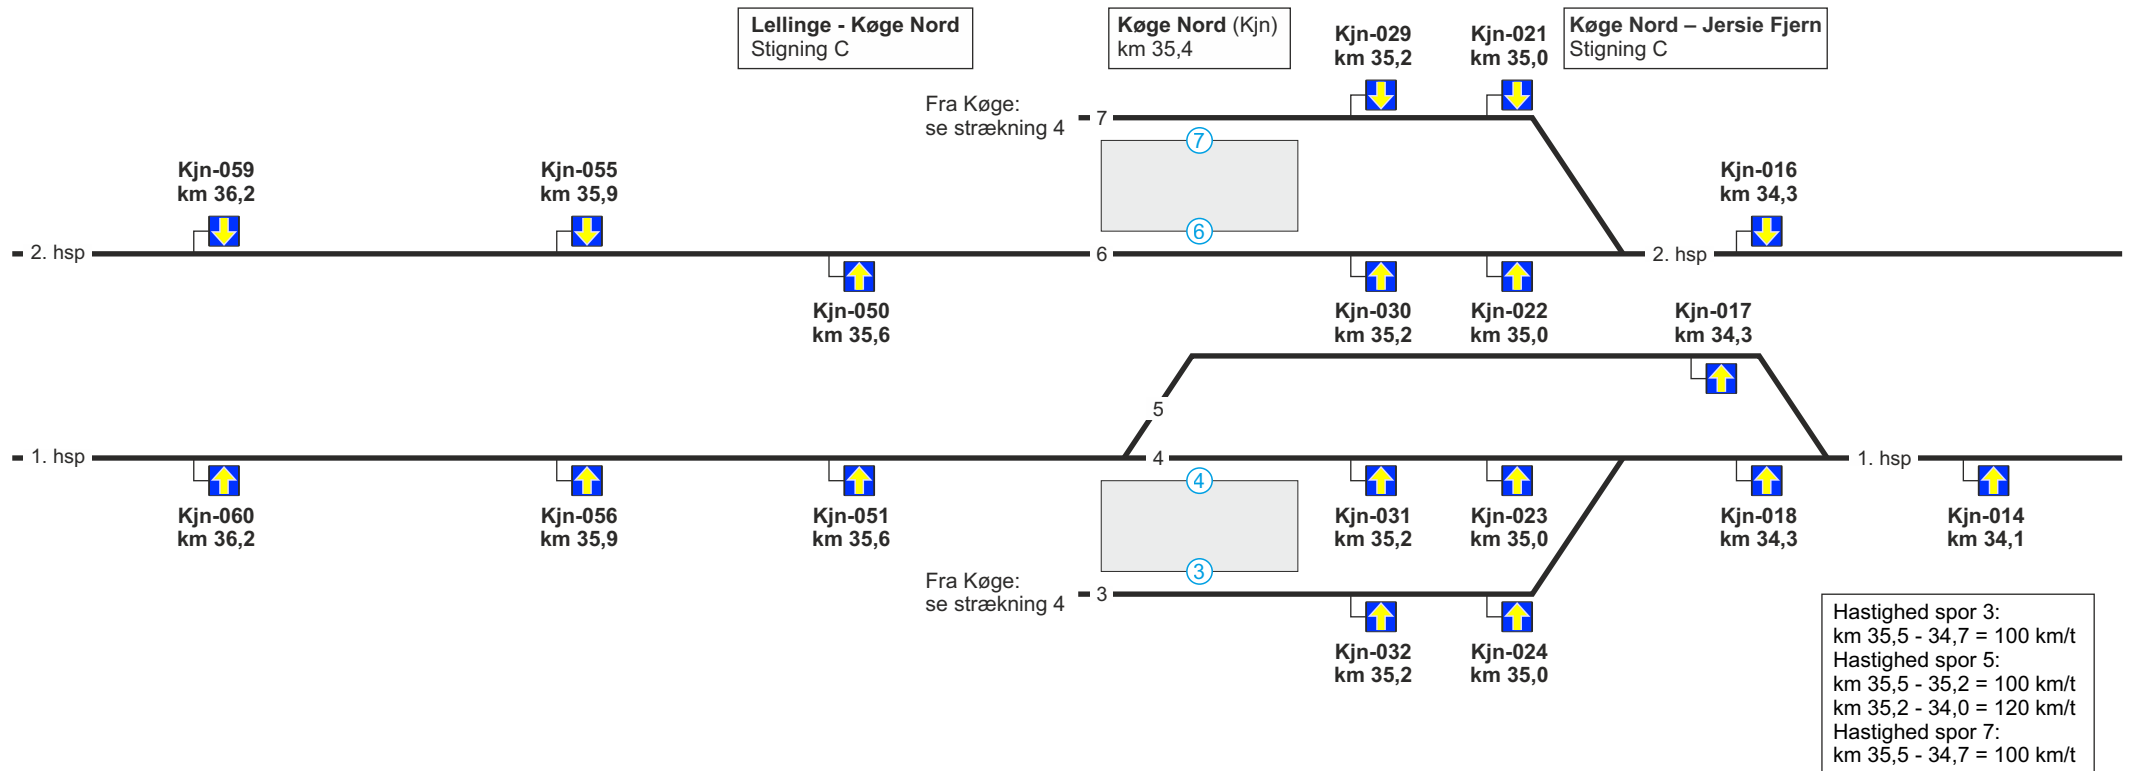 Lellinge - Køge Nord
Stigning C
Køge Nord (Kjn)
km 35,4
Kjn-029
km 35,2
Kjn-021
km 35,0
Køge Nord – Jersie Fjern
Stigning C
Fra Køge:
se strækning 4
7
7
Kjn-059
km 36,2
Kjn-055
km 35,9
Kjn-016
km 34,3
6
2. hsp
6
2. hsp
Kjn-050
km 35,6
Kjn-030
km 35,2
Kjn-022
km 35,0
Kjn-017
km 34,3
5
1. hsp
4
1. hsp
4
Kjn-060
km 36,2
Kjn-056
km 35,9
Kjn-051
km 35,6
Kjn-031
km 35,2
Kjn-023
km 35,0
Kjn-018
km 34,3
Kjn-014
km 34,1
3
Fra Køge:
se strækning 4
3
Kjn-032
km 35,2
Kjn-024
km 35,0
Hastighed spor 3:
km 35,5 - 34,7 = 100 km/t
Hastighed spor 5:
km 35,5 - 35,2 = 100 km/t
km 35,2 - 34,0 = 120 km/t
Hastighed spor 7:
km 35,5 - 34,7 = 100 km/t